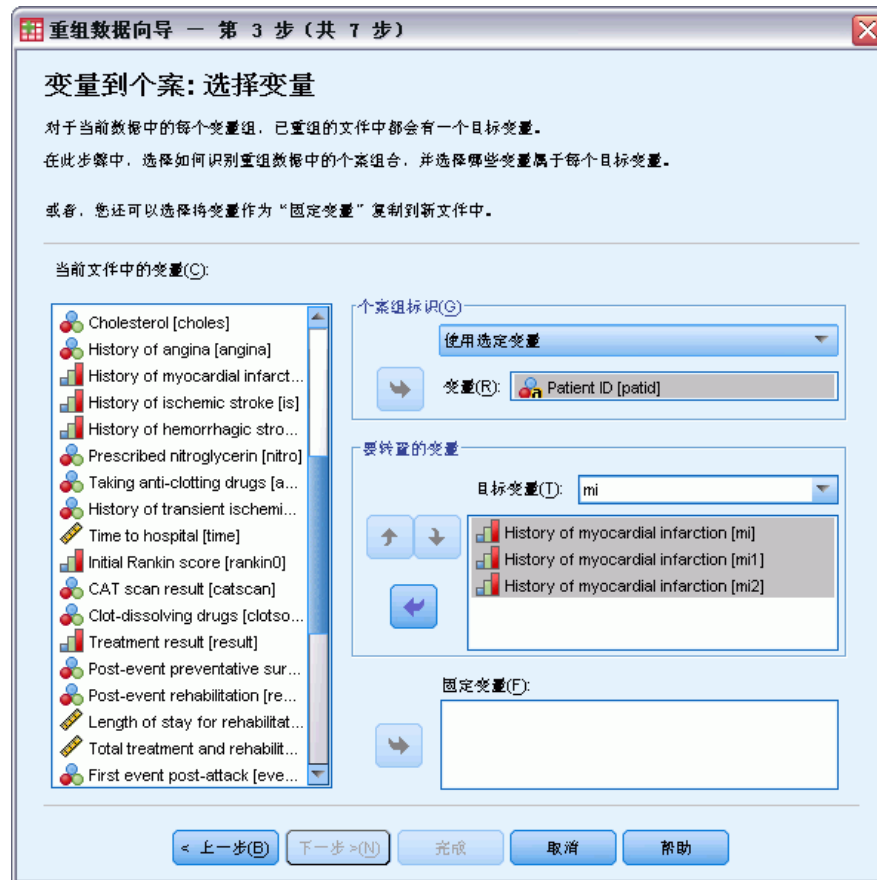 重组数据向导 － 第 3 步（共 7 步）
变量到个案: 选择变量
对于当前数据中的每个变量组，已重组的文件中都会有一个目标变量。
在此步骤中，选择如何识别重组数据中的个案组合，并选择哪些变量属于每个目标变量。
或者，您还可以选择将变量作为“固定变量”复制到新文件中。
当前文件中的变量(C):
Cholesterol [choles]
History of angina [angina]
History of myocardial infarct...
History of ischemic stroke [is]
History of hemorrhagic stro...
Prescribed nitroglycerin [nitro]
Taking anti-clotting drugs [a...
History of transient ischemi...
Time to hospital [time]
Initial Rankin score [rankin0]
CAT scan result [catscan]
Clot-dissolving drugs [clotso...
Treatment result [result]
Post-event preventative sur...
Post-event rehabilitation [re...
Length of stay for rehabilitat...
Total treatment and rehabilit...
First event post-attack [eve...
个案组标识(G)
使用选定变量
变量(R): Patient ID [patid]
要转置的变量
目标变量(T): mi
History of myocardial infarction [mi]
History of myocardial infarction [mi1]
History of myocardial infarction [mi2]
固定变量(F):
< 上一步(B) 下一步 >(N) 完成 取消 帮助